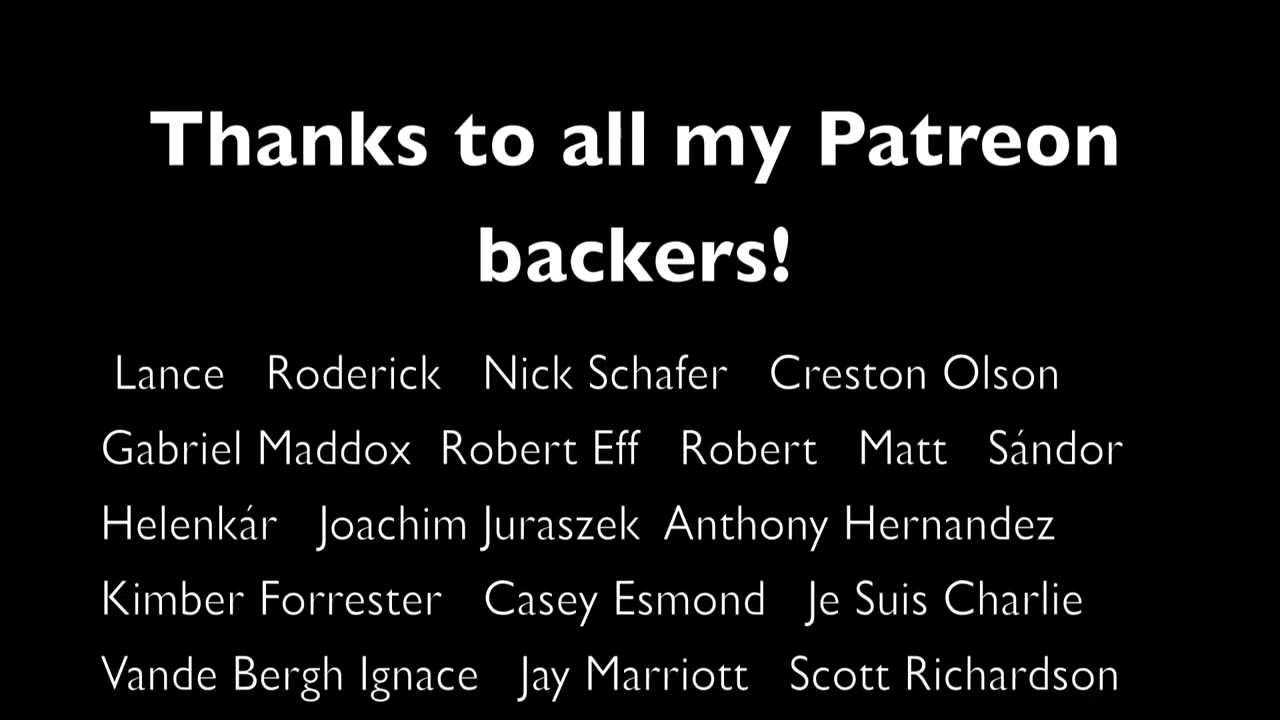 Thanks to all my Patreon
backers!
Lance Roderick Nick Schafer Creston Olson
Gabriel Maddox Robert Eff Robert Matt Sándor
Helenkár Joachim Juraszek Anthony Hernandez
Kimber Forrester Casey Esmond Je Suis Charlie
Vande Bergh Ignace Jay Marriott Scott Richardson